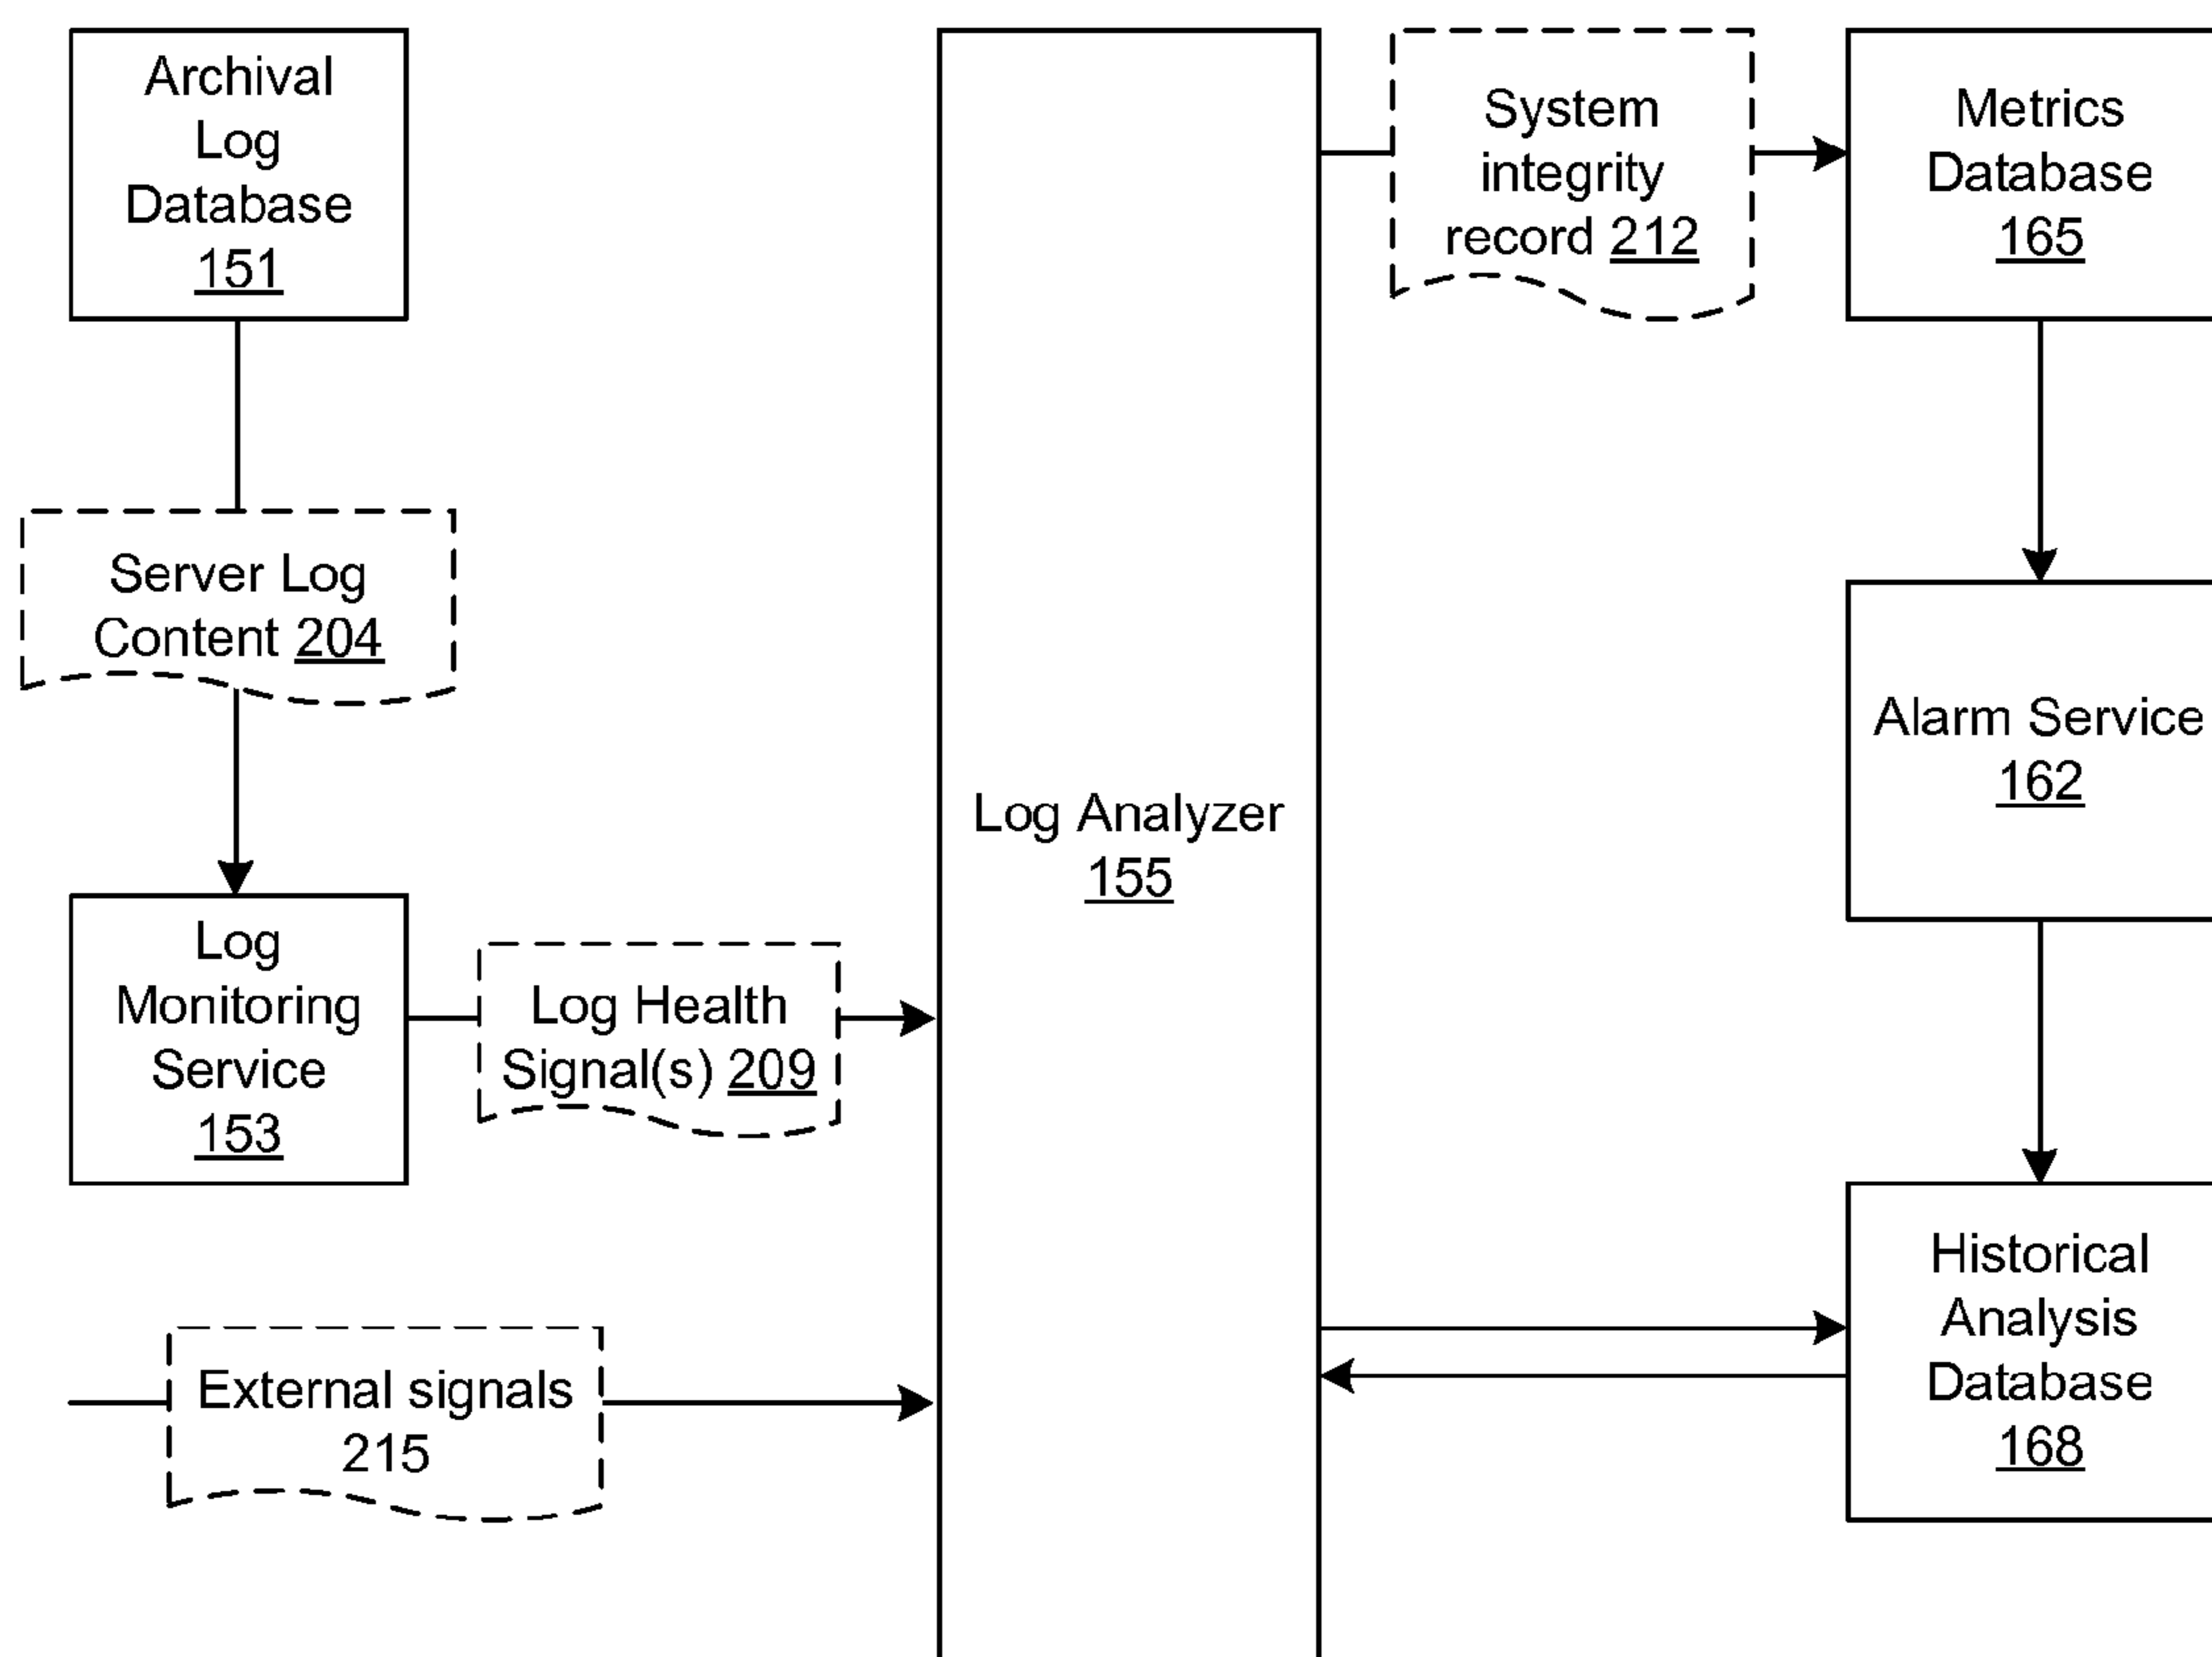 Archival
Log
Database
151
Server Log
Content 204
Log
Monitoring
Service
153
Log Health
Signal(s) 209
External signals
215
Log Analyzer
155
System
integrity
record 212
Metrics
Database
165
Alarm Service
162
Historical
Analysis
Database
168